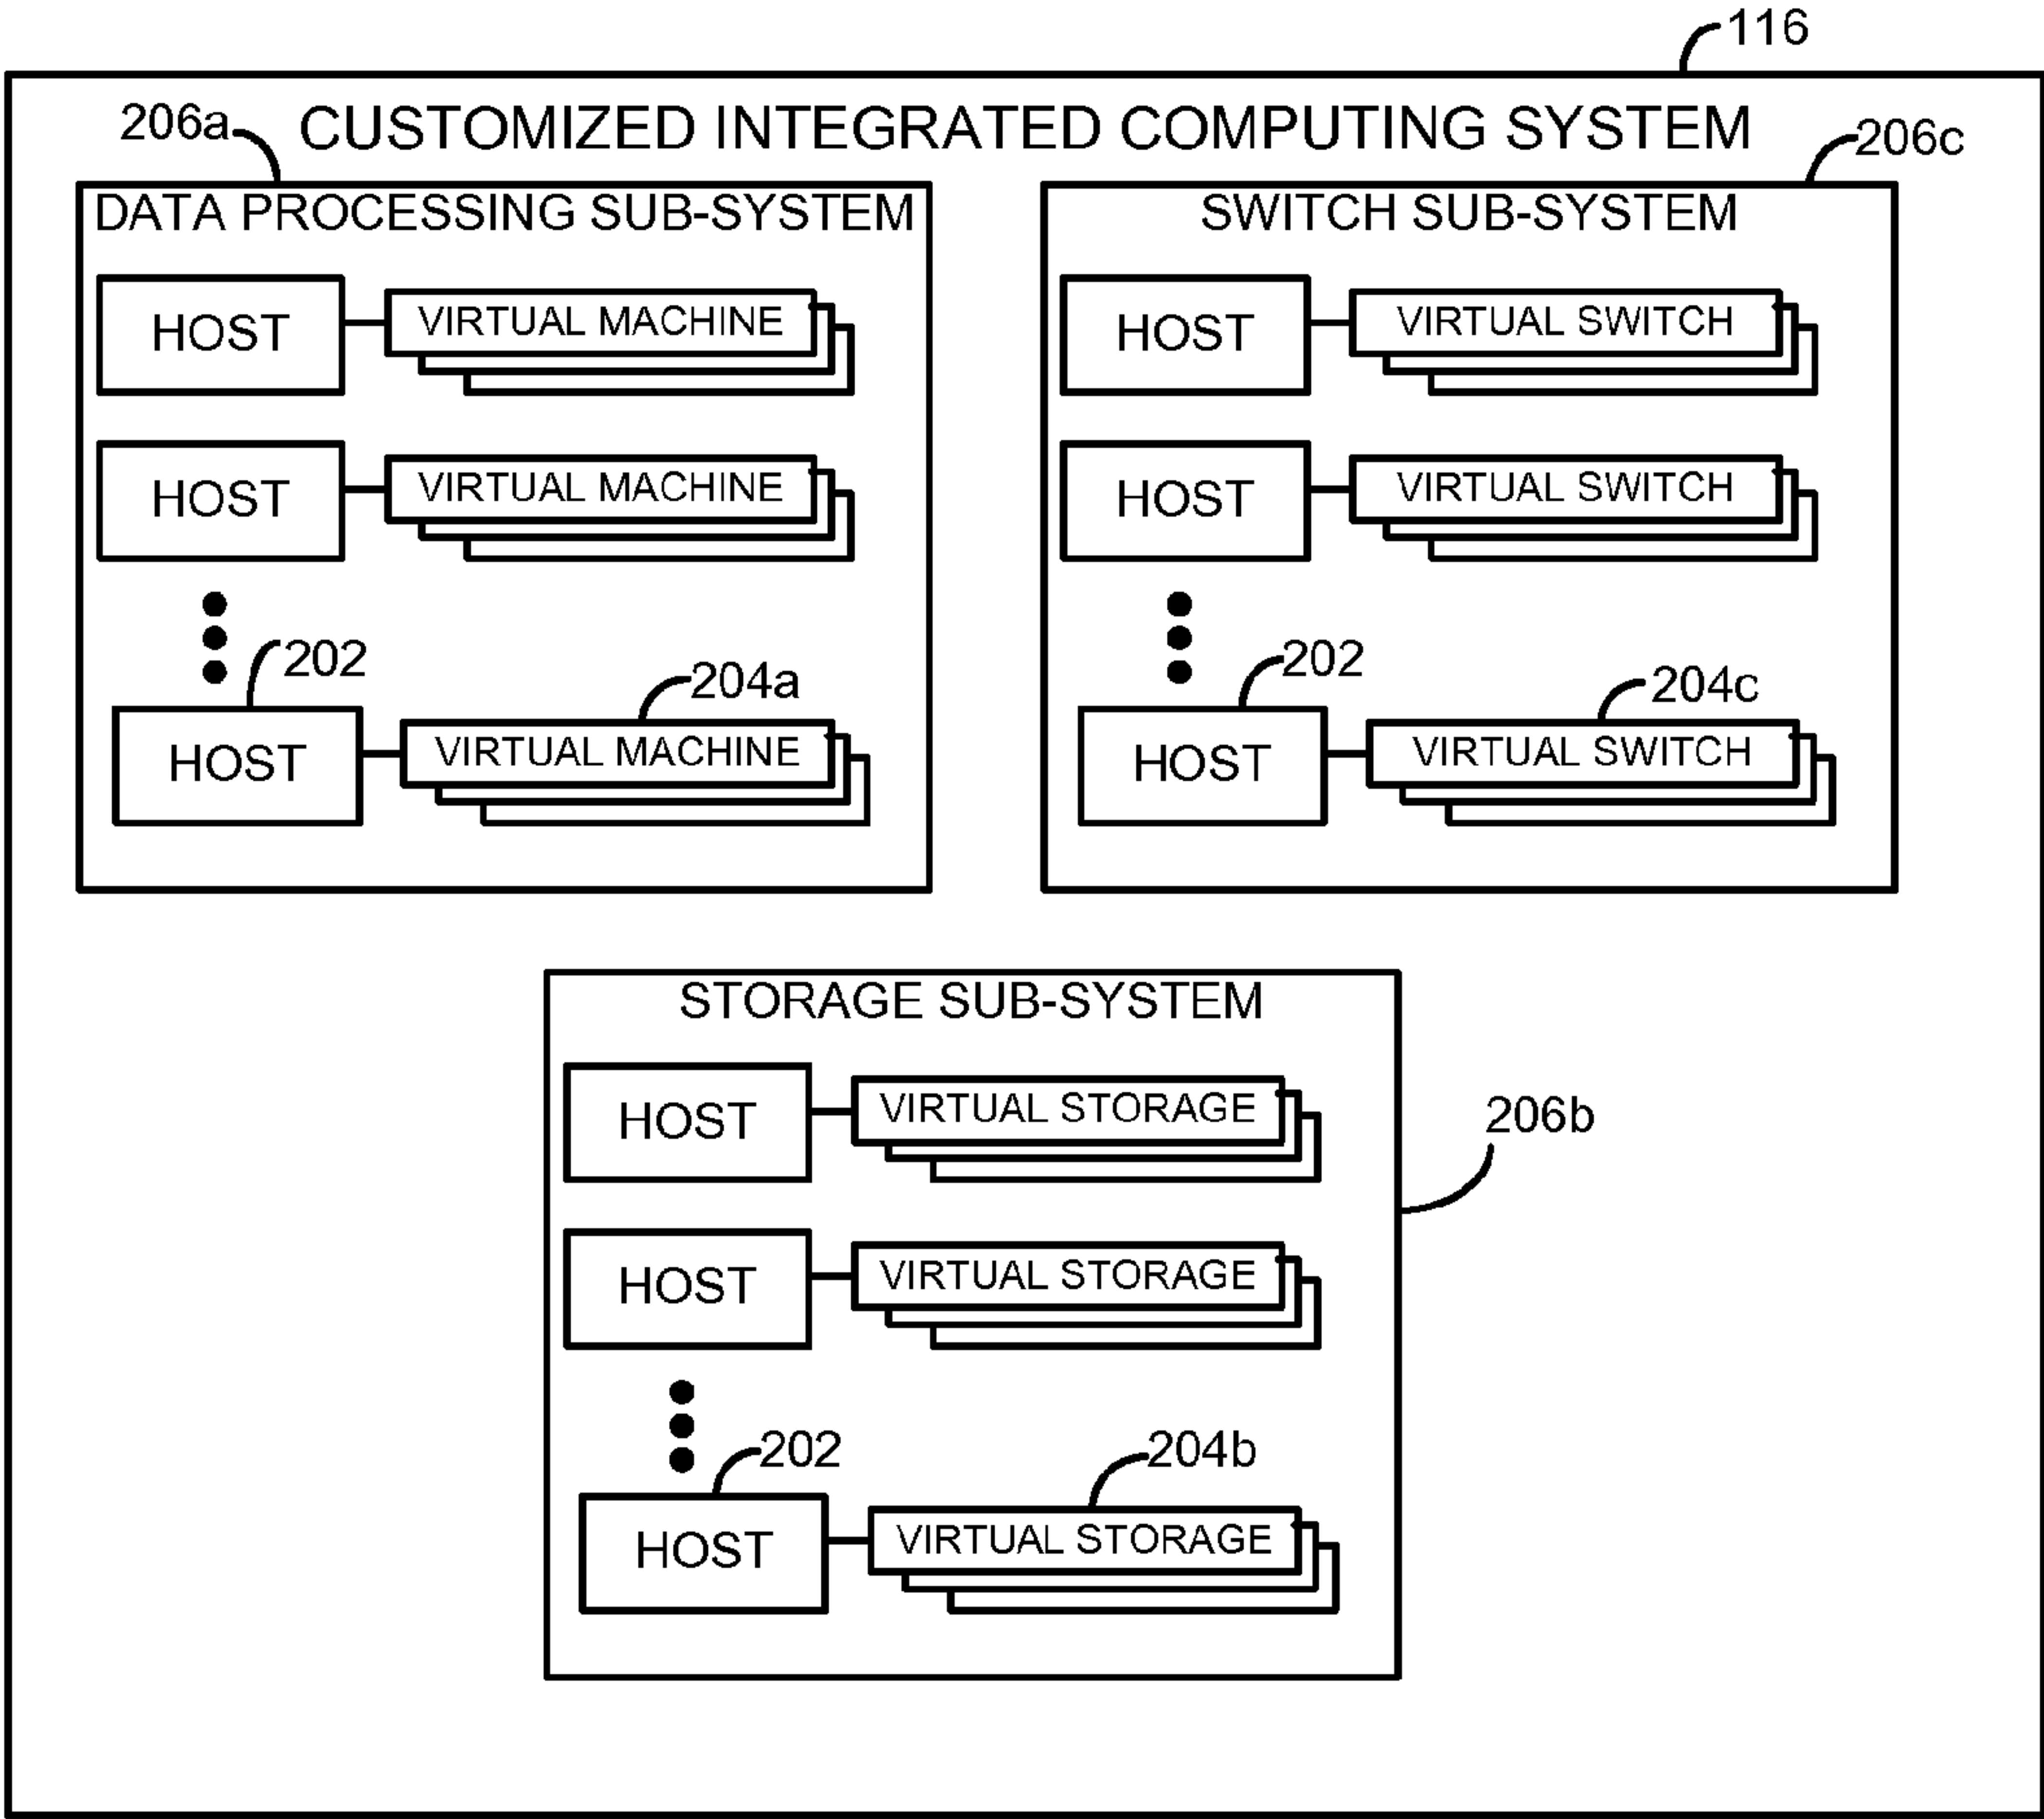 116
CUSTOMIZED INTEGRATED COMPUTING SYSTEM
206a
DATA PROCESSING SUB-SYSTEM
HOST
VIRTUAL MACHINE
HOST
VIRTUAL MACHINE
202
204a
HOST
VIRTUAL MACHINE
206c
SWITCH SUB-SYSTEM
HOST
VIRTUAL SWITCH
HOST
VIRTUAL SWITCH
202
204c
HOST
VIRTUAL SWITCH
STORAGE SUB-SYSTEM
206b
HOST
VIRTUAL STORAGE
HOST
VIRTUAL STORAGE
202
204b
HOST
VIRTUAL STORAGE